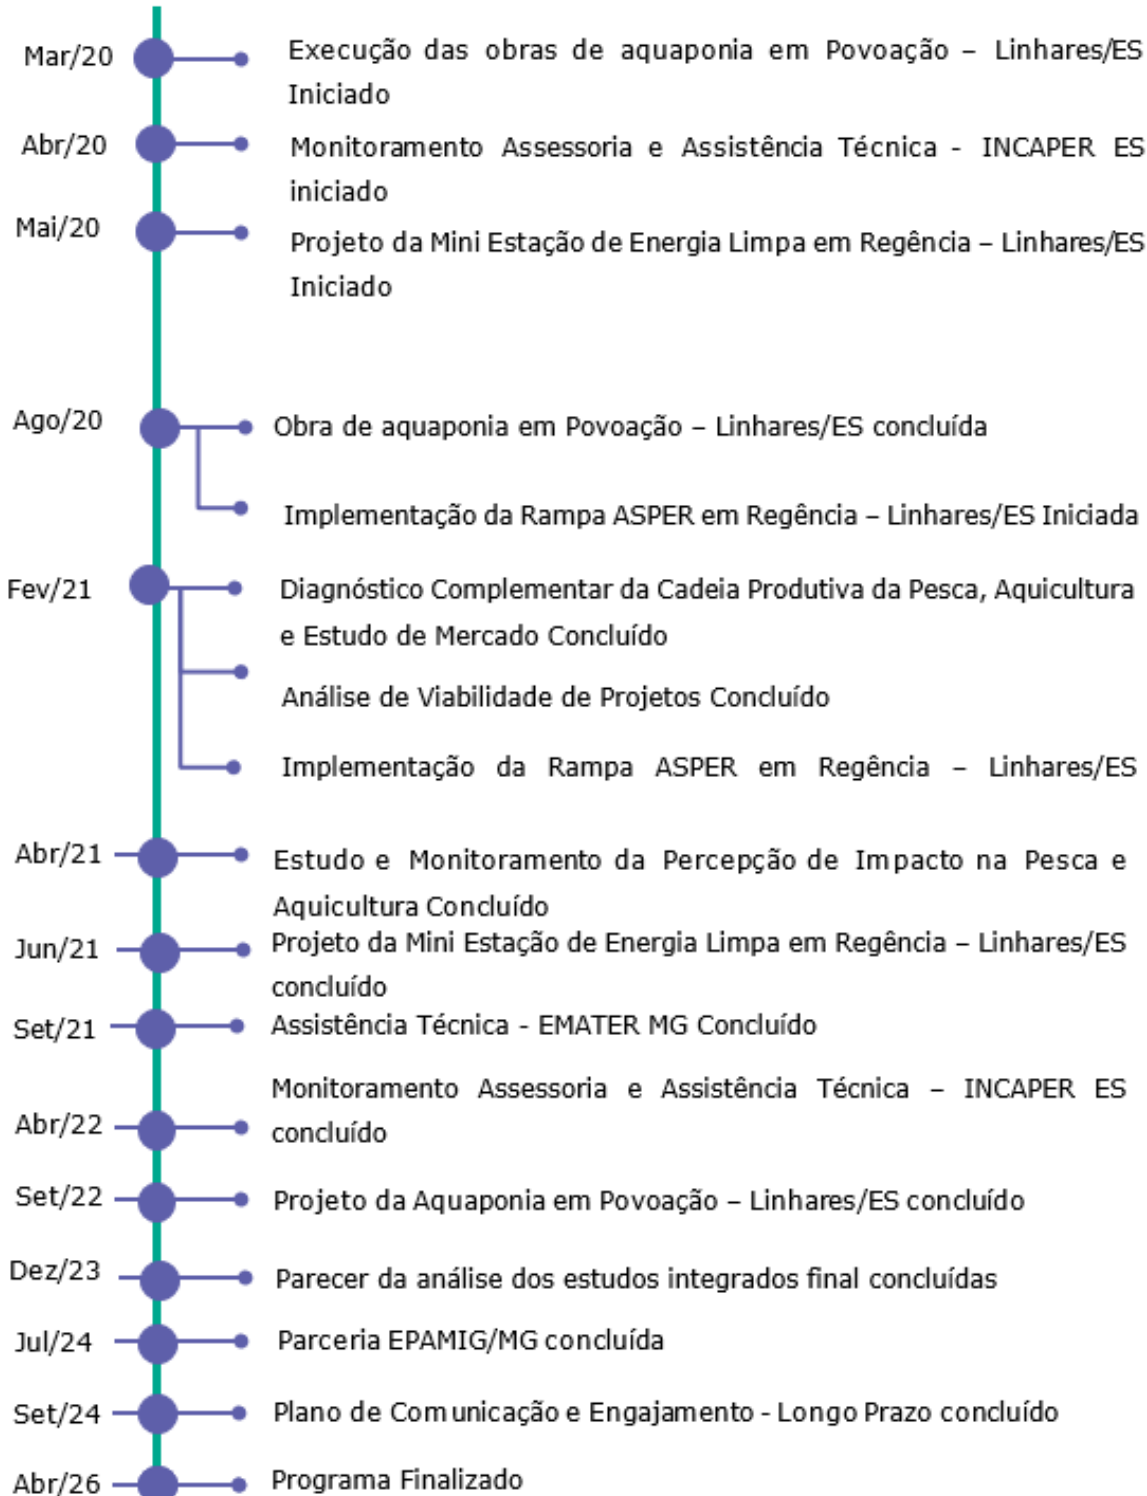 Mar/20
Execução das obras de aquaponia em Povoação – Linhares/ES
Iniciado
Abr/20
Monitoramento Assessoria e Assistência Técnica - INCAPER ES
iniciado
Mai/20
Projeto da Mini Estação de Energia Limpa em Regência – Linhares/ES
Iniciado
Ago/20
Obra de aquaponia em Povoação – Linhares/ES concluída
Implementação da Rampa ASPER em Regência – Linhares/ES Iniciada
Fev/21
Diagnóstico Complementar da Cadeia Produtiva da Pesca, Aquicultura
e Estudo de Mercado Concluído
Análise de Viabilidade de Projetos Concluído
Implementação da Rampa ASPER em Regência – Linhares/ES
Abr/21
Estudo e Monitoramento da Percepção de Impacto na Pesca e
Aquicultura Concluído
Jun/21
Projeto da Mini Estação de Energia Limpa em Regência – Linhares/ES
concluído
Set/21
Assistência Técnica - EMATER MG Concluído
Abr/22
Monitoramento Assessoria e Assistência Técnica – INCAPER ES
concluído
Set/22
Projeto da Aquaponia em Povoação – Linhares/ES concluído
Dez/23
Parecer da análise dos estudos integrados final concluídas
Jul/24
Parceria EPAMIG/MG concluída
Set/24
Plano de Comunicação e Engajamento - Longo Prazo concluído
Abr/26
Programa Finalizado